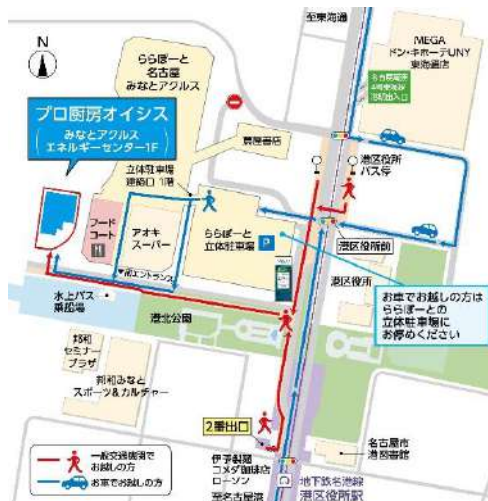 至東海通
MEGA
ドン・キホーテUNY
東海通店
N
ららぽーと
名古屋
みなとアクルス
プロ厨房オイシス
みなとアクルス
エネルギーセンター1F
蔦屋書店
立体駐車場
連絡口 1階
港区役所
バス停
フード
コート
アオキ
スーパー
ららぽーと
立体駐車場
P
港区役所前
▼南エントランス
水上バス
乗船場
港北公園
港区役所
お車でお越しの方は
ららぽーとの
立体駐車場に
お停めください
邦和
セミナー
プラザ
邦和みなと
スポーツ&カルチャー
2番出口
一般交通機関で
お越しの方
お車でお越しの方
伊予製麺
コメダ珈琲店
ローソン
至名古屋港
地下鉄名港線
港区役所駅
名古屋市
港図書館